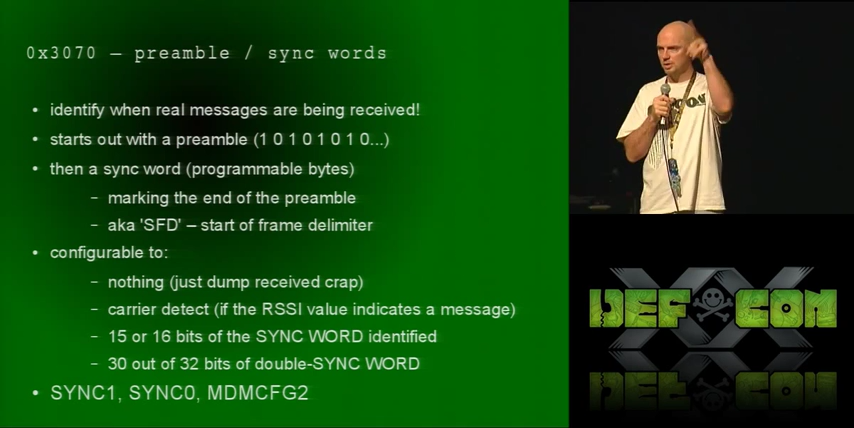 0x3070 – preamble / sync words
• identify when real messages are being received!
• starts out with a preamble (1 0 1 0 1 0 1 0...)
• then a sync word (programmable bytes)
– marking the end of the preamble
– aka 'SFD' – start of frame delimiter
• configurable to:
– nothing (just dump received crap)
– carrier detect (if the RSSI value indicates a message)
– 15 or 16 bits of the SYNC WORD identified
– 30 out of 32 bits of double-SYNC WORD
• SYNC1, SYNC0, MDMCFG2
XX
DEF CON